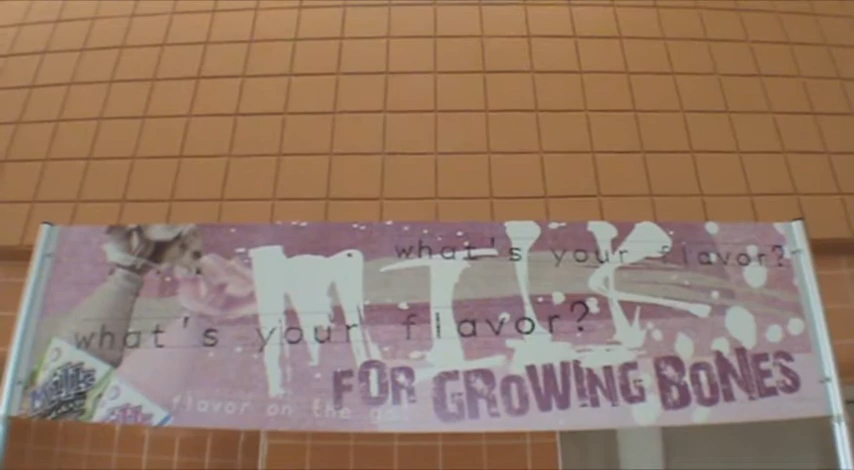 what's your flavor?
MILK
what's your flavor?
FOR GROWING BONES
flavor on the go